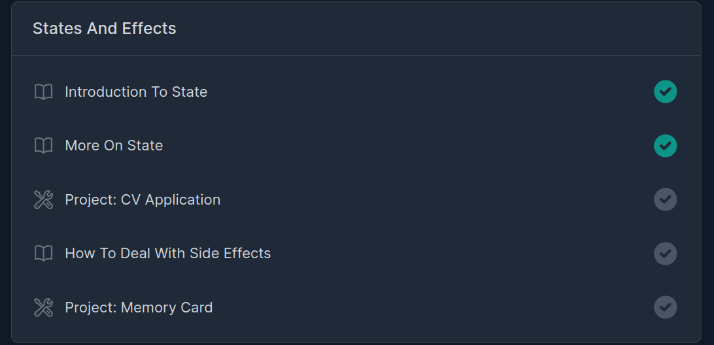 States And Effects
Introduction To State
More On State
Project: CV Application
How To Deal With Side Effects
Project: Memory Card